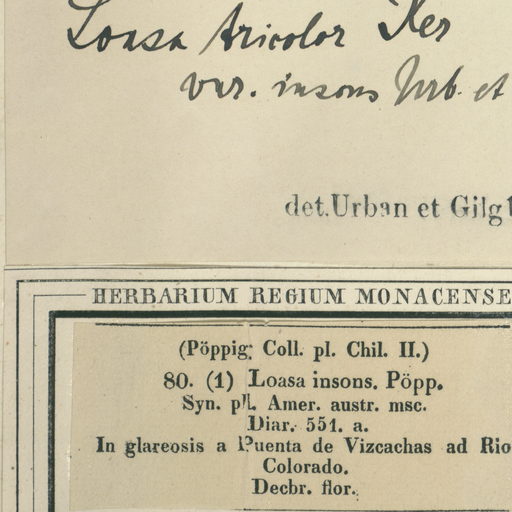 Loasa tricolor Ker
var. insons Urb. et
det. Urban et Gilg
HERBARIUM REGIUM MONACENSE
(Pöppig: Coll. pl. Chil. II.)
80. (1) Loasa insons. Pöpp.
Syn. pl. Amer. austr. msc.
Diar. 551. a.
In glareosis a Puenta de Vizcachas ad Rio
Colorado.
Decbr. flor.